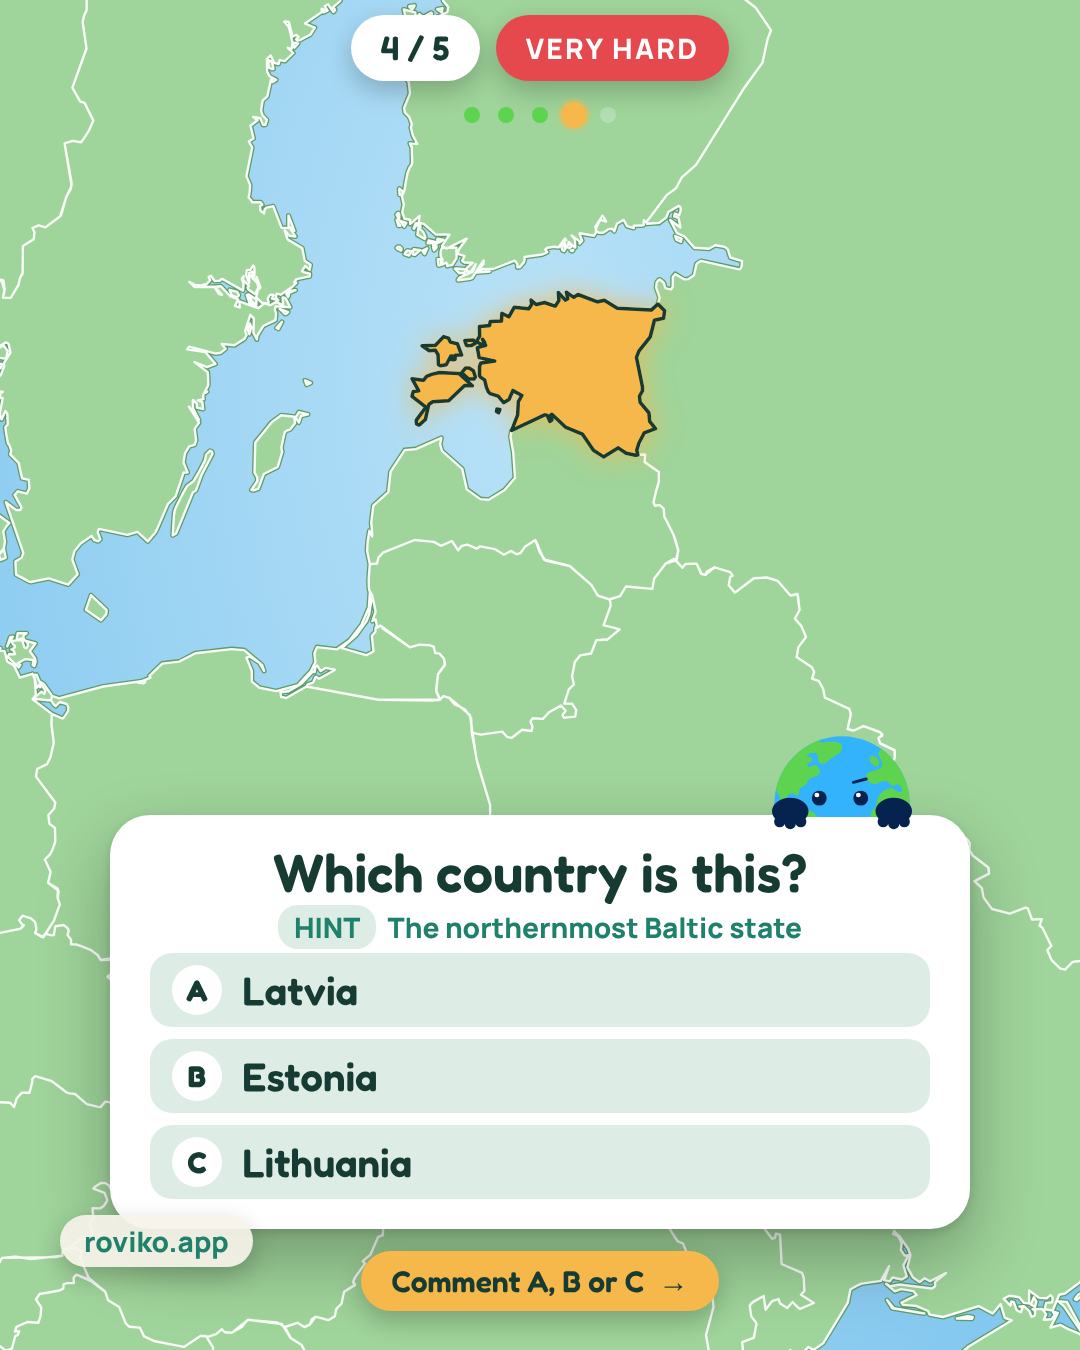 4 / 5
VERY HARD
Which country is this?
HINT The northernmost Baltic state
A Latvia
B Estonia
C Lithuania
roviko.app
Comment A, B or C →